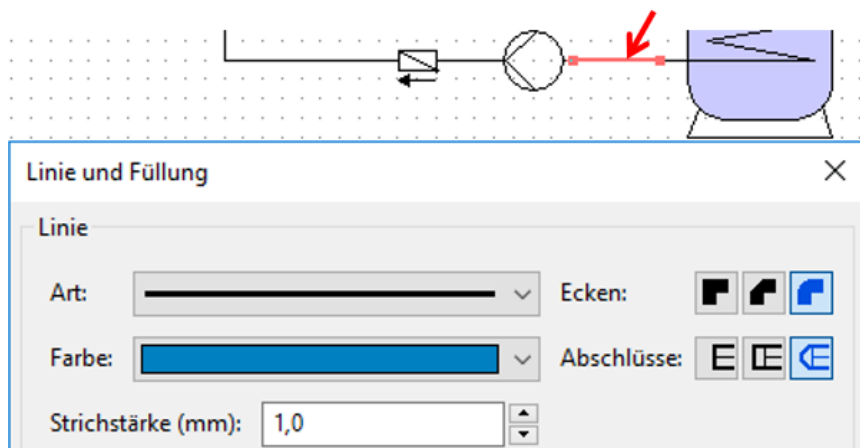 Linie und Füllung
Linie
Art:
Ecken:
Farbe:
Abschlüsse:
Strichstärke (mm): 1,0